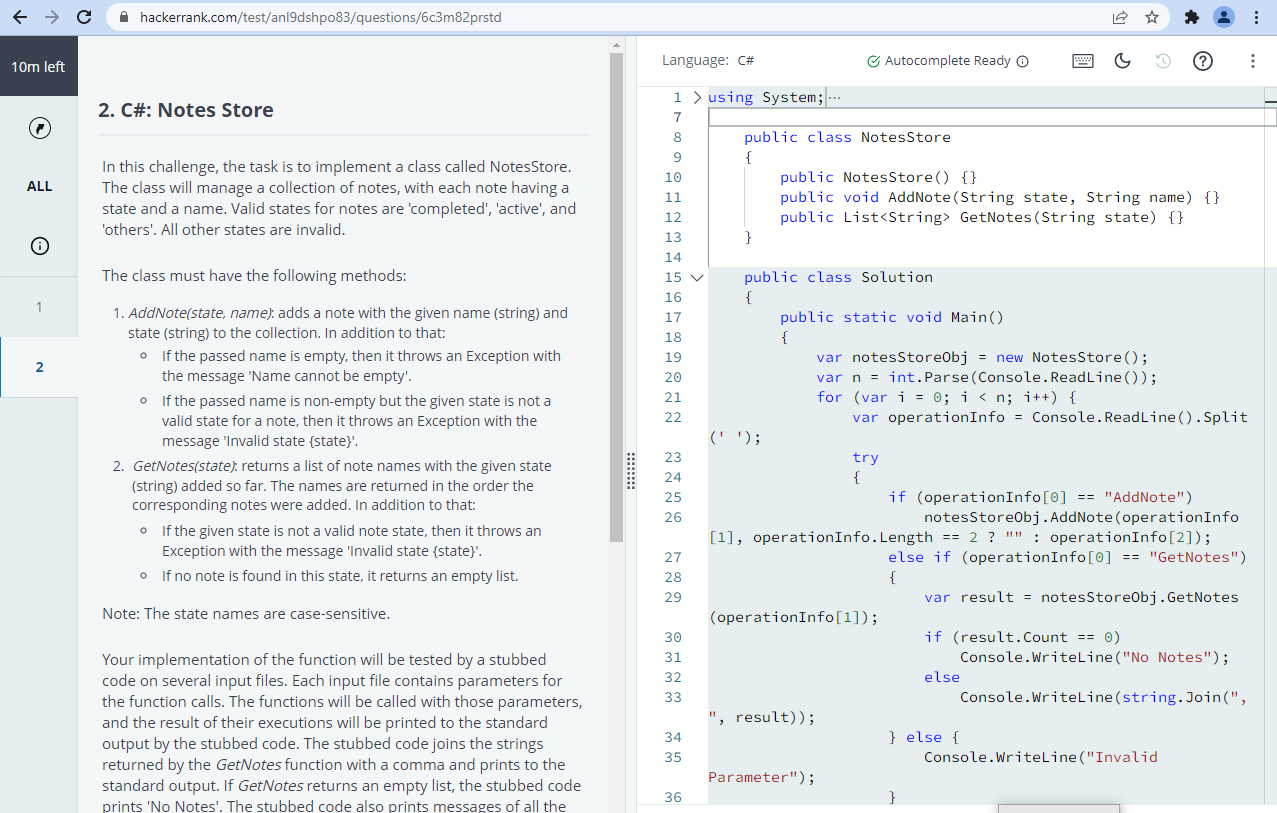 hackerrank.com/test/anl9dshpo83/questions/6c3m82prstd
10m left
ALL
1
2
2. C#: Notes Store
In this challenge, the task is to implement a class called NotesStore.
The class will manage a collection of notes, with each note having a
state and a name. Valid states for notes are 'completed', 'active', and
'others'. All other states are invalid.
The class must have the following methods:
1. AddNote(state, name): adds a note with the given name (string) and
state (string) to the collection. In addition to that:
If the passed name is empty, then it throws an Exception with
the message 'Name cannot be empty'.
If the passed name is non-empty but the given state is not a
valid state for a note, then it throws an Exception with the
message 'Invalid state {state}'.
2. GetNotes(state): returns a list of note names with the given state
(string) added so far. The names are returned in the order the
corresponding notes were added. In addition to that:
If the given state is not a valid note state, then it throws an
Exception with the message 'Invalid state {state}'.
If no note is found in this state, it returns an empty list.
Note: The state names are case-sensitive.
Your implementation of the function will be tested by a stubbed
code on several input files. Each input file contains parameters for
the function calls. The functions will be called with those parameters,
and the result of their executions will be printed to the standard
output by the stubbed code. The stubbed code joins the strings
returned by the GetNotes function with a comma and prints to the
standard output. If GetNotes returns an empty list, the stubbed code
prints 'No Notes'. The stubbed code also prints messages of all the
Language: C#
Autocomplete Ready
1 using System;···
7
8 public class NotesStore
9 {
10 public NotesStore() {}
11 public void AddNote(String state, String name) {}
12 public List<String> GetNotes(String state) {}
13 }
14
15 public class Solution
16 {
17 public static void Main()
18 {
19 var notesStoreObj = new NotesStore();
20 var n = int.Parse(Console.ReadLine());
21 for (var i = 0; i < n; i++) {
22 var operationInfo = Console.ReadLine().Split
(' ');
23 try
24 {
25 if (operationInfo[0] == "AddNote")
26 notesStoreObj.AddNote(operationInfo
[1], operationInfo.Length == 2 ? "" : operationInfo[2]);
27 else if (operationInfo[0] == "GetNotes")
28 {
29 var result = notesStoreObj.GetNotes
(operationInfo[1]);
30 if (result.Count == 0)
31 Console.WriteLine("No Notes");
32 else
33 Console.WriteLine(string.Join(",
", result));
34 } else {
35 Console.WriteLine("Invalid
Parameter");
36 }